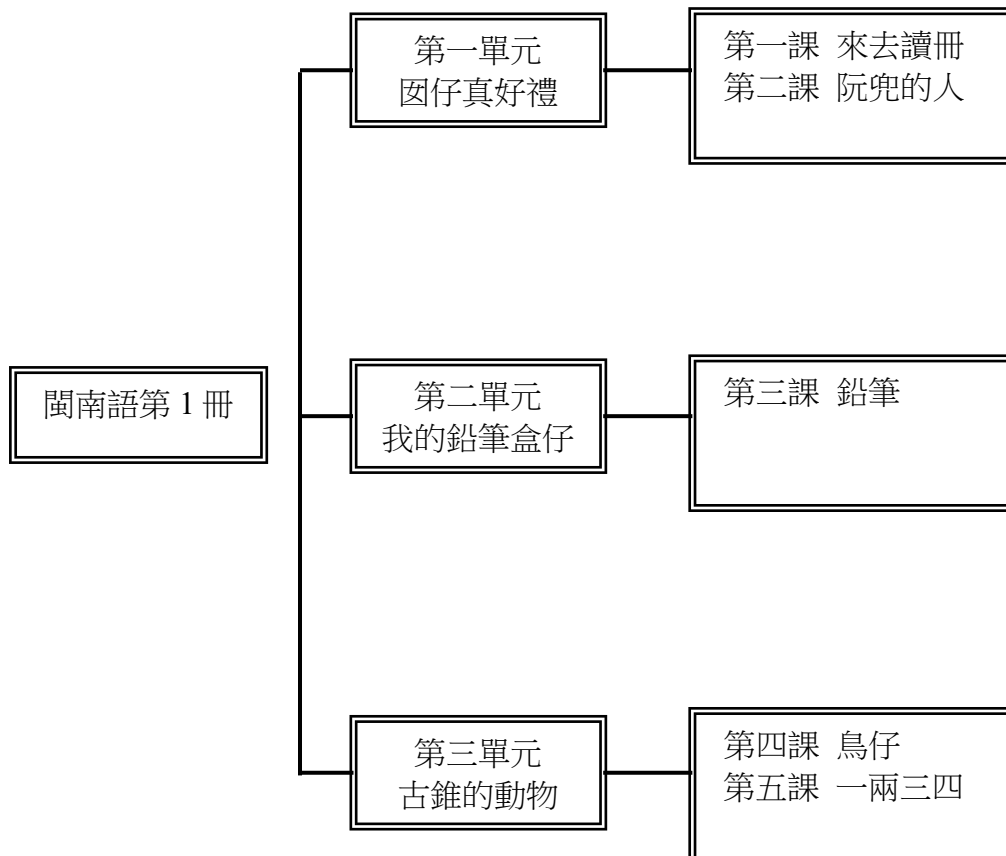 第一單元
囡仔真好禮
第一課 來去讀冊
第二課 阮兜的人
閩南語第 1 冊
第二單元
我的鉛筆盒仔
第三課 鉛筆
第三單元
古錐的動物
第四課 鳥仔
第五課 一兩三四